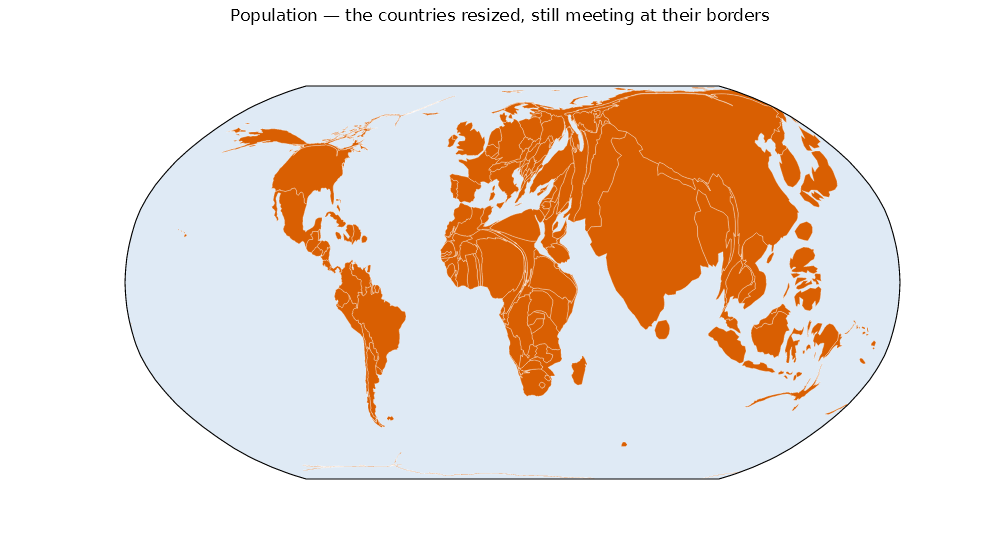 Population — the countries resized, still meeting at their borders